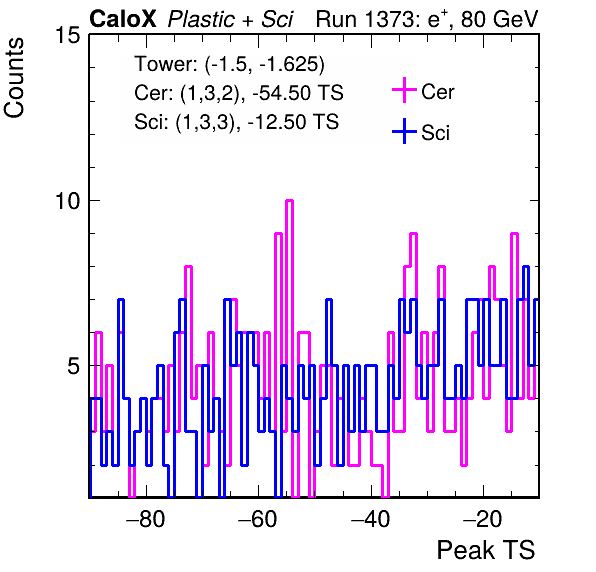 CaloX Plastic + Sci Run 1373: e⁺, 80 GeV
Counts
15
10
5
Tower: (-1.5, -1.625)
Cer: (1,3,2), -54.50 TS
Sci: (1,3,3), -12.50 TS
Cer
Sci
−80 −60 −40 −20
Peak TS